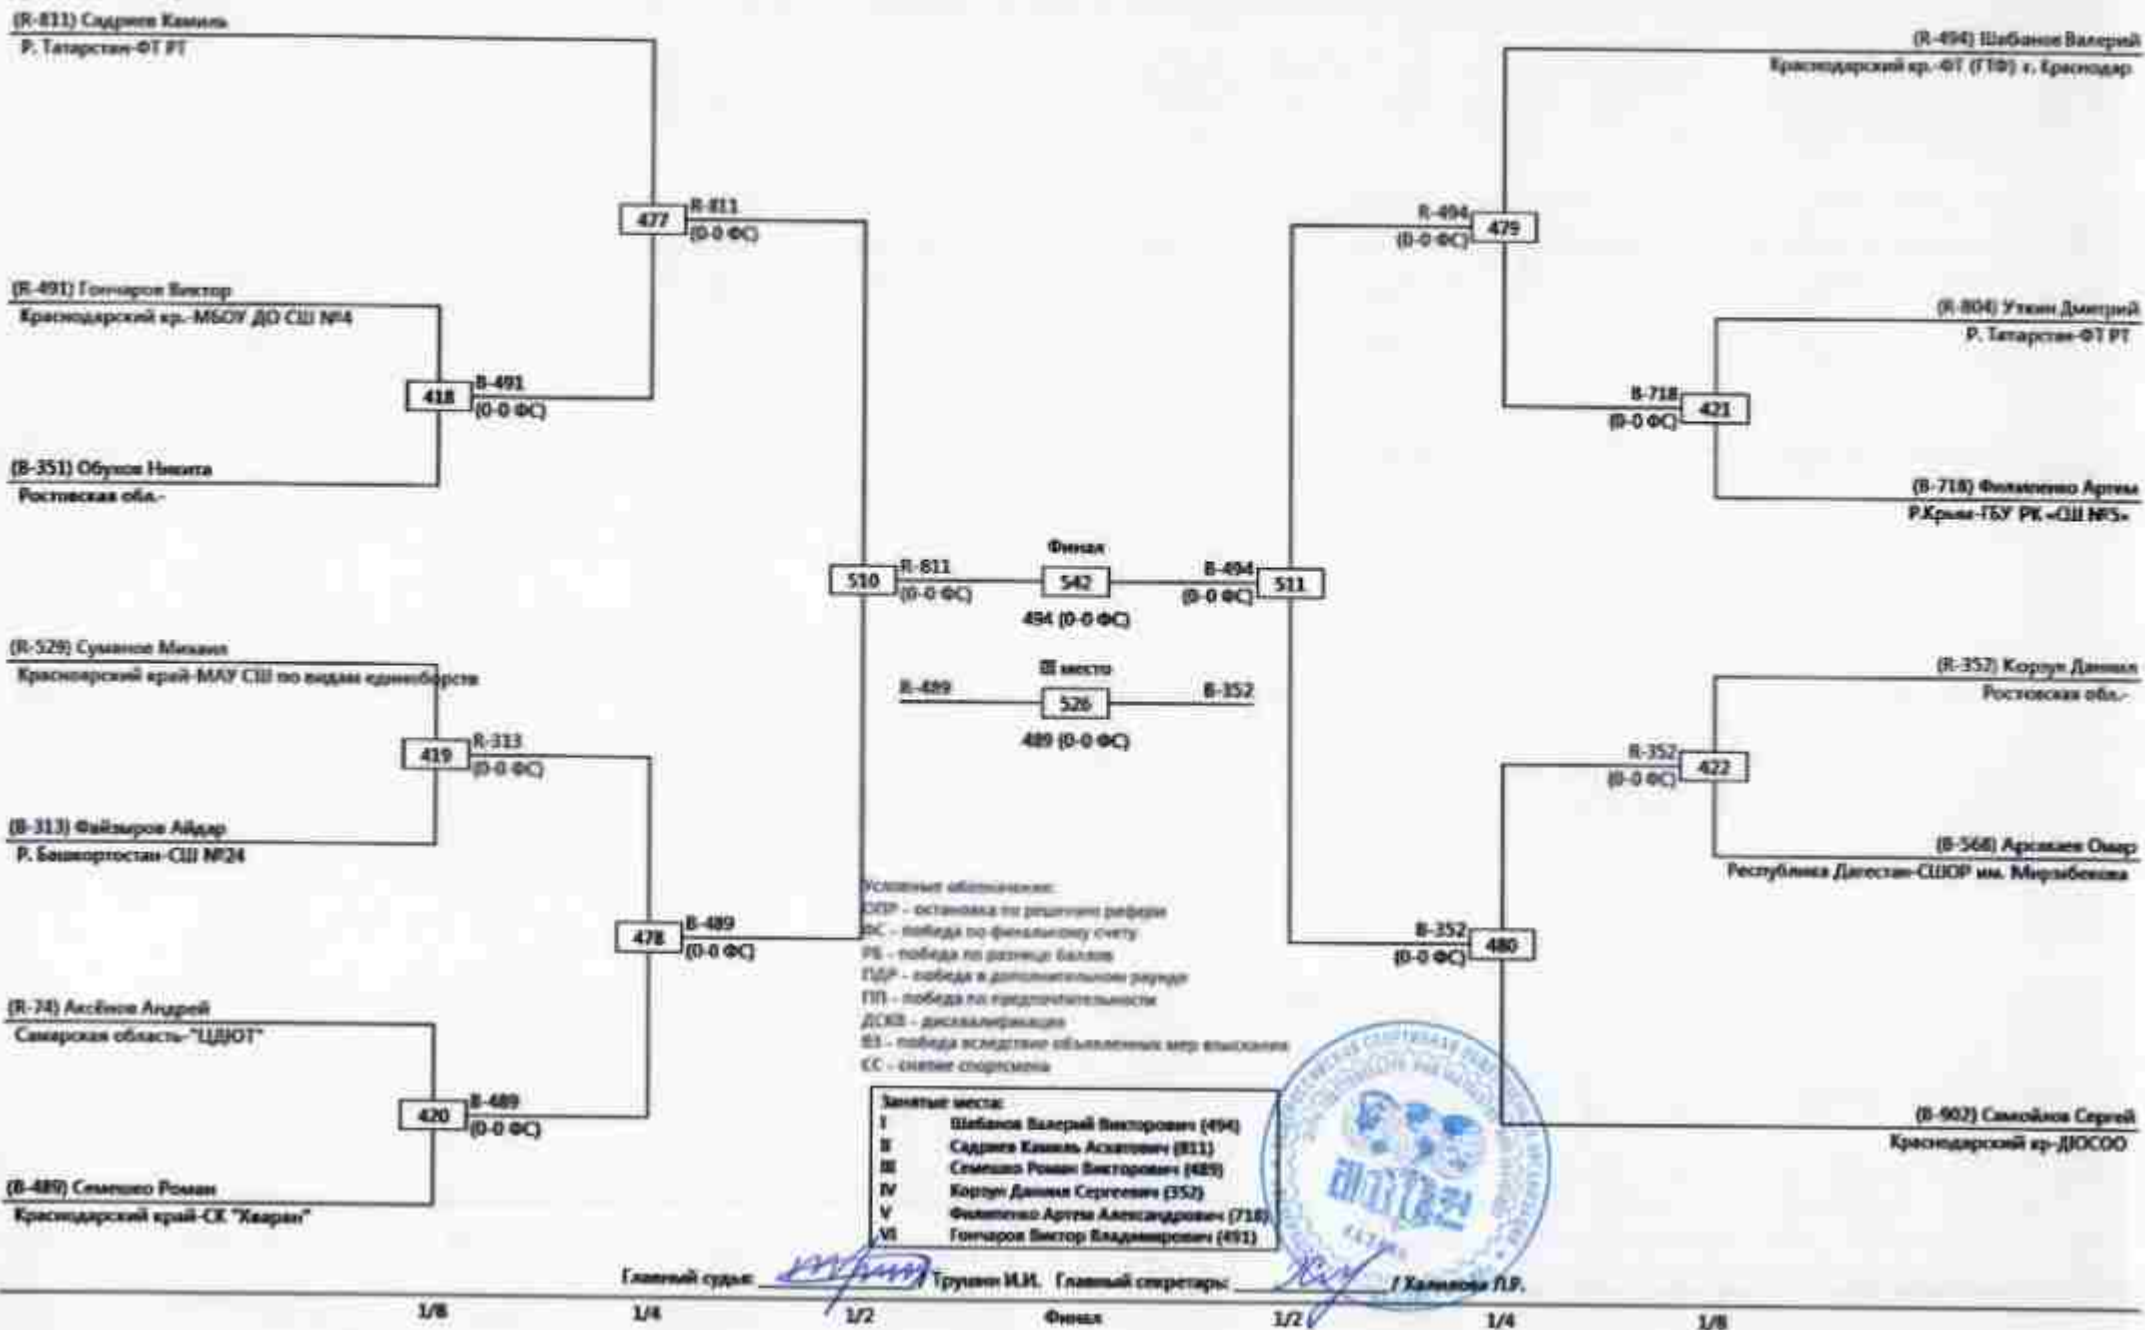 (R-811) Садриев Камиль
Р. Татарстан-ФТ РТ
(R-491) Гончаров Виктор
Краснодарский кр.-МБОУ ДО СШ №4
(B-351) Обухов Никита
Ростовская обл.-
(R-529) Суманов Михаил
Красноярский край-МАУ СШ по видам единоборств
(B-313) Файзыров Айдар
Р. Башкортостан-СШ №24
(R-74) Аксёнов Андрей
Самарская область-"ЦДЮТ"
(B-489) Семешко Роман
Краснодарский край-СК "Хваран"
418
B-491
(0-0 ФС)
419
R-313
(0-0 ФС)
420
B-489
(0-0 ФС)
477
R-811
(0-0 ФС)
478
B-489
(0-0 ФС)
510
R-811
(0-0 ФС)
Финал
542
494 (0-0 ФС)
III место
R-489
526
B-352
489 (0-0 ФС)
B-494
(0-0 ФС)
511
R-494
(0-0 ФС)
479
B-352
(0-0 ФС)
480
B-718
(0-0 ФС)
421
R-352
(0-0 ФС)
422
(R-494) Шабанов Валерий
Краснодарский кр.-ФТ (ГТФ) г. Краснодар
(R-804) Уткин Дмитрий
Р. Татарстан-ФТ РТ
(B-718) Филипенко Артем
Р.Крым-ГБУ РК «СШ №5»
(R-352) Корзун Даниил
Ростовская обл.-
(B-568) Арсакаев Омар
Республика Дагестан-СШОР им. Мирзабекова
(B-902) Самойлов Сергей
Краснодарский кр-ДЮСОО
Условные обозначения:
ОПР - остановка по решению рефери
ФС - победа по финальному счету
РБ - победа по разнице баллов
ПДР - победа в дополнительном раунде
ПП - победа по предпочтительности
ДСКВ - дисквалификация
ВЗ - победа вследствие объявленных мер взыскания
СС - снятие спортсмена
Занятые места:
I Шабанов Валерий Викторович (494)
II Садриев Камиль Асхатович (811)
III Семешко Роман Викторович (489)
IV Корзун Даниил Сергеевич (352)
V Филипенко Артем Александрович (718)
VI Гончаров Виктор Владимирович (491)
Главный судья: / Трушин И.И. Главный секретарь: / Халилова Л.Р.
1/8 1/4 1/2 Финал 1/2 1/4 1/8